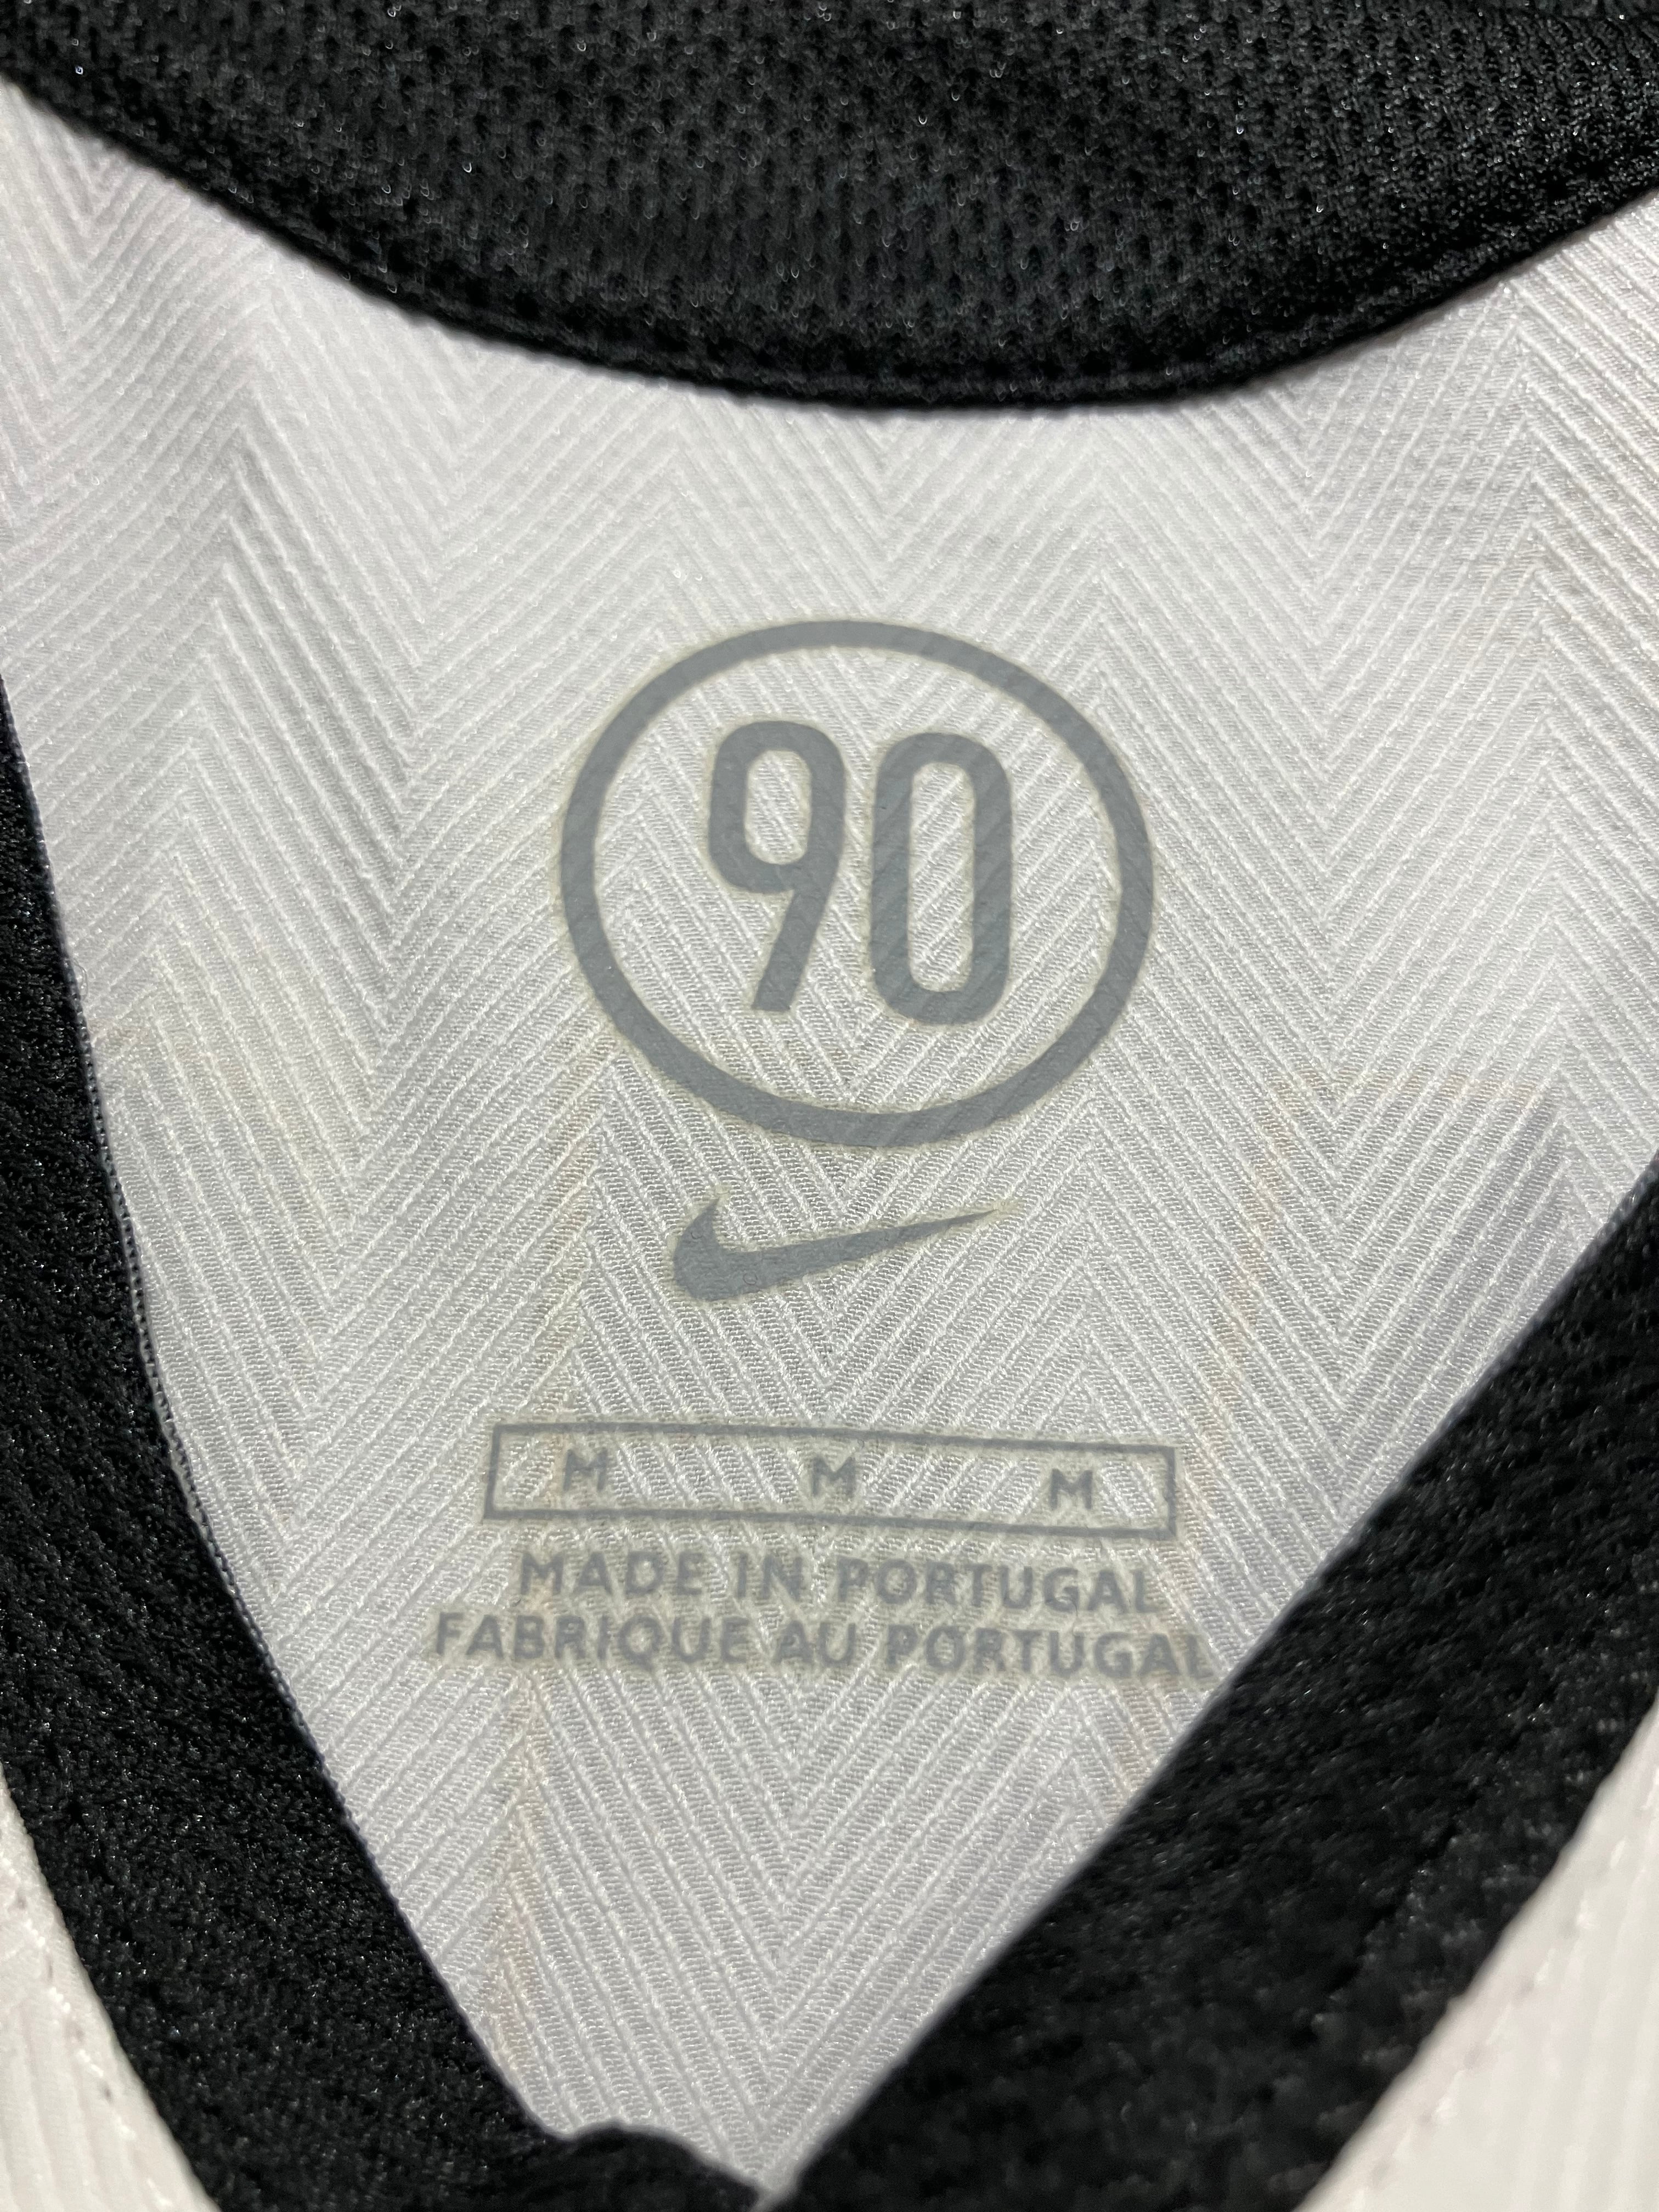 90
M M M
MADE IN PORTUGAL
FABRIQUE AU PORTUGAL